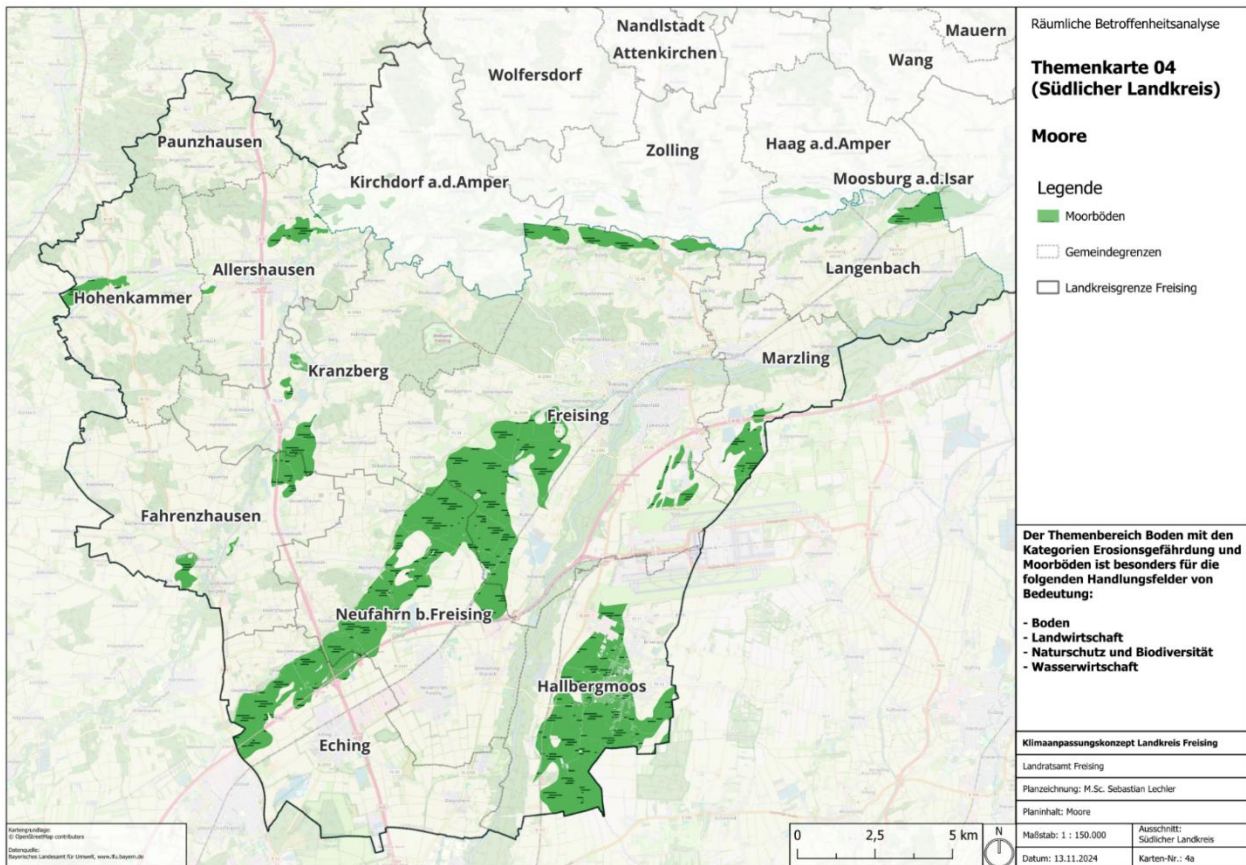 Nandlstadt
Attenkirchen
Mauern
Wang
Wolfersdorf
Paunzhausen
Zolling
Haag a.d.Amper
Kirchdorf a.d.Amper
Moosburg a.d.Isar
Allershausen
Langenbach
Hohenkammer
Marzling
Kranzberg
Freising
Fahrenzhausen
Neufahrn b.Freising
Hallbergmoos
Eching
Kartengrundlage:
© OpenStreetMap contributors
Datenquelle:
Bayerisches Landesamt für Umwelt, www.lfu.bayern.de
0 2,5 5 km
N
Räumliche Betroffenheitsanalyse
Themenkarte 04
(Südlicher Landkreis)
Moore
Legende
Moorböden
Gemeindegrenzen
Landkreisgrenze Freising
Der Themenbereich Boden mit den
Kategorien Erosionsgefährdung und
Moorböden ist besonders für die
folgenden Handlungsfelder von
Bedeutung:
- Boden
- Landwirtschaft
- Naturschutz und Biodiversität
- Wasserwirtschaft
Klimaanpassungskonzept Landkreis Freising
Landratsamt Freising
Planzeichnung: M.Sc. Sebastian Lechler
Planinhalt: Moore
Maßstab: 1 : 150.000
Ausschnitt:
Südlicher Landkreis
Datum: 13.11.2024
Karten-Nr.: 4a